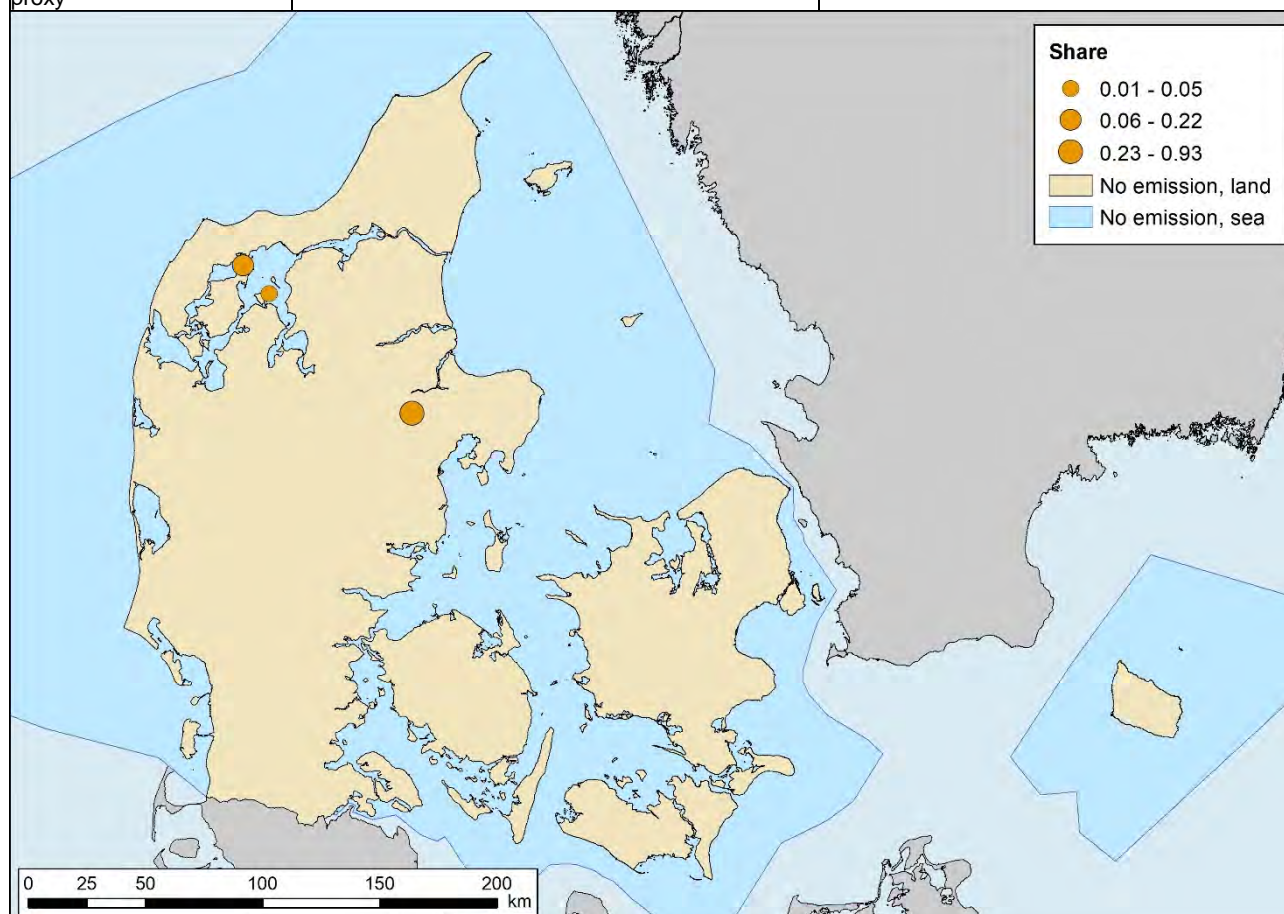 proxy
Share
0.01 - 0.05
0.06 - 0.22
0.23 - 0.93
No emission, land
No emission, sea
0 25 50 100 150 200
km